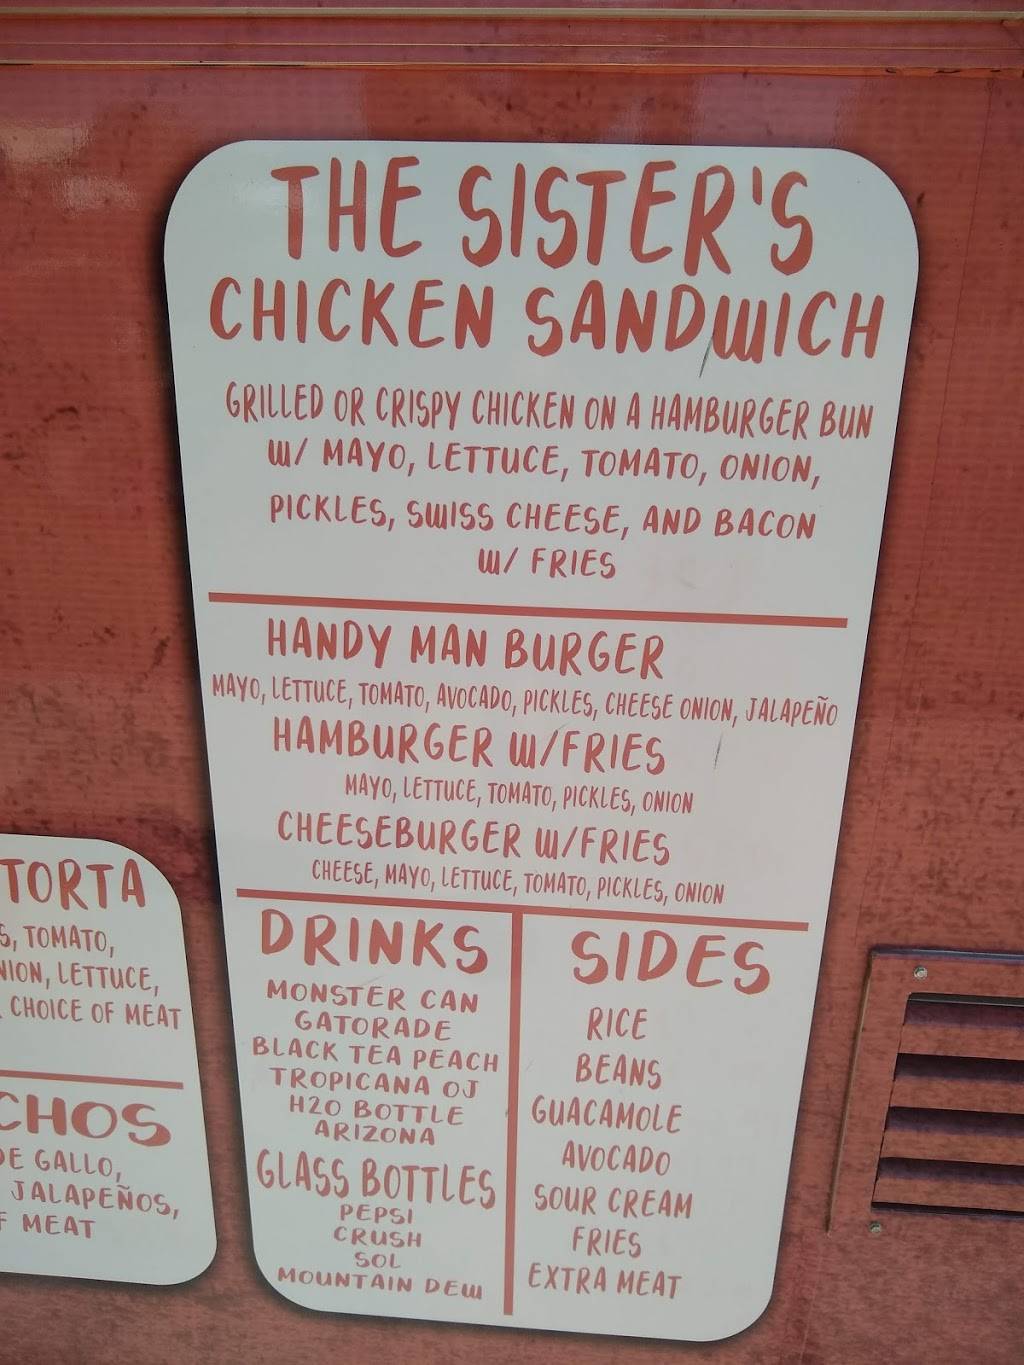 THE SISTER'S
CHICKEN SANDWICH
GRILLED OR CRISPY CHICKEN ON A HAMBURGER BUN
W/ MAYO, LETTUCE, TOMATO, ONION,
PICKLES, SWISS CHEESE, AND BACON
W/ FRIES
HANDY MAN BURGER
MAYO, LETTUCE, TOMATO, AVOCADO, PICKLES, CHEESE ONION, JALAPEÑO
HAMBURGER W/FRIES
MAYO, LETTUCE, TOMATO, PICKLES, ONION
CHEESEBURGER W/FRIES
CHEESE, MAYO, LETTUCE, TOMATO, PICKLES, ONION
DRINKS
MONSTER CAN
GATORADE
BLACK TEA PEACH
TROPICANA OJ
H2O BOTTLE
ARIZONA
GLASS BOTTLES
PEPSI
CRUSH
SOL
MOUNTAIN DEW
SIDES
RICE
BEANS
GUACAMOLE
AVOCADO
SOUR CREAM
FRIES
EXTRA MEAT
TORTA
S, TOMATO,
NION, LETTUCE,
CHOICE OF MEAT
CHOS
DE GALLO,
JALAPEÑOS,
F MEAT